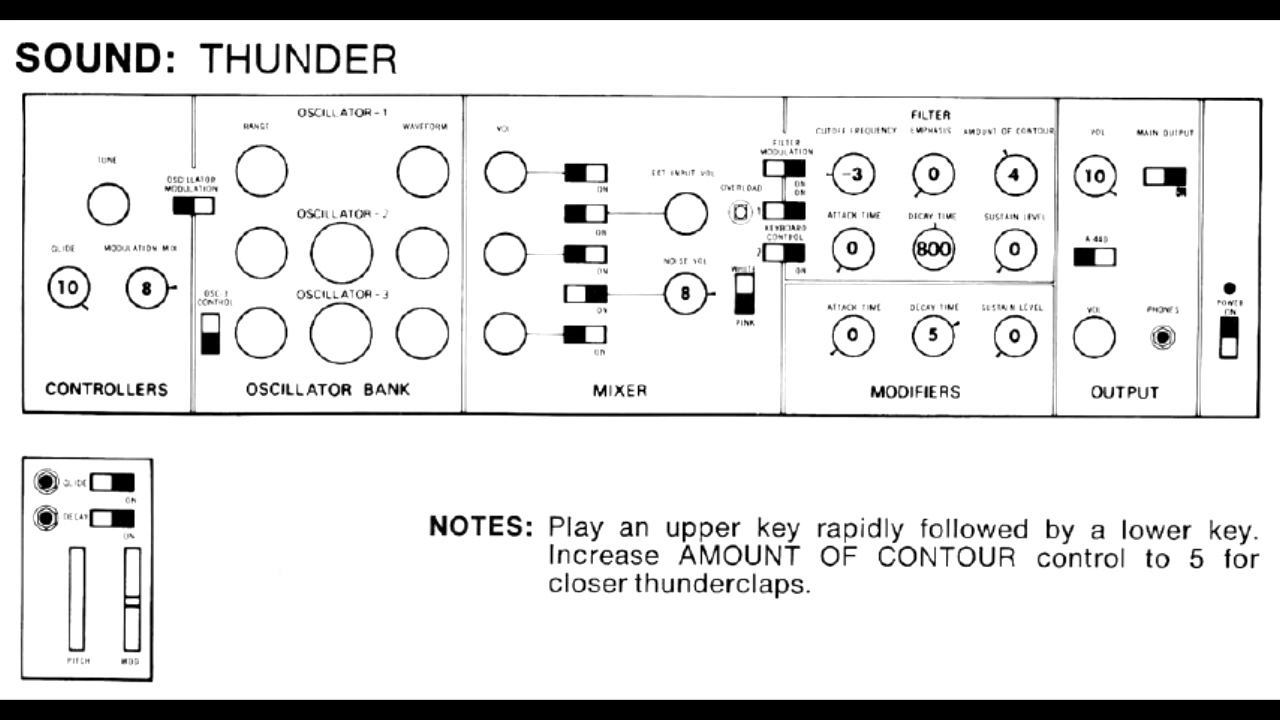 SOUND: THUNDER
OSCILLATOR-1
RANGE
WAVEFORM
TUNE
OSCILLATOR
MODULATION
OSCILLATOR-2
GLIDE
MODULATION MIX
10
8
OSC-3
CONTROL
OSCILLATOR-3
CONTROLLERS
OSCILLATOR BANK
VOL
ON
EXT INPUT VOL
OVERLOAD
ON
ON
NOISE VOL
8
ON
WHITE
PINK
ON
MIXER
FILTER
MODULATION
ON
ON
1
KEYBOARD
CONTROL
2
ON
FILTER
CUTOFF FREQUENCY
EMPHASIS
AMOUNT OF CONTOUR
-3
0
4
ATTACK TIME
DECAY TIME
SUSTAIN LEVEL
0
800
0
ATTACK TIME
DECAY TIME
SUSTAIN LEVEL
0
5
0
MODIFIERS
VOL
MAIN OUTPUT
10
A-440
VOL
PHONES
OUTPUT
POWER
ON
GLIDE
ON
DECAY
ON
PITCH
MOD
NOTES: Play an upper key rapidly followed by a lower key.
Increase AMOUNT OF CONTOUR control to 5 for
closer thunderclaps.